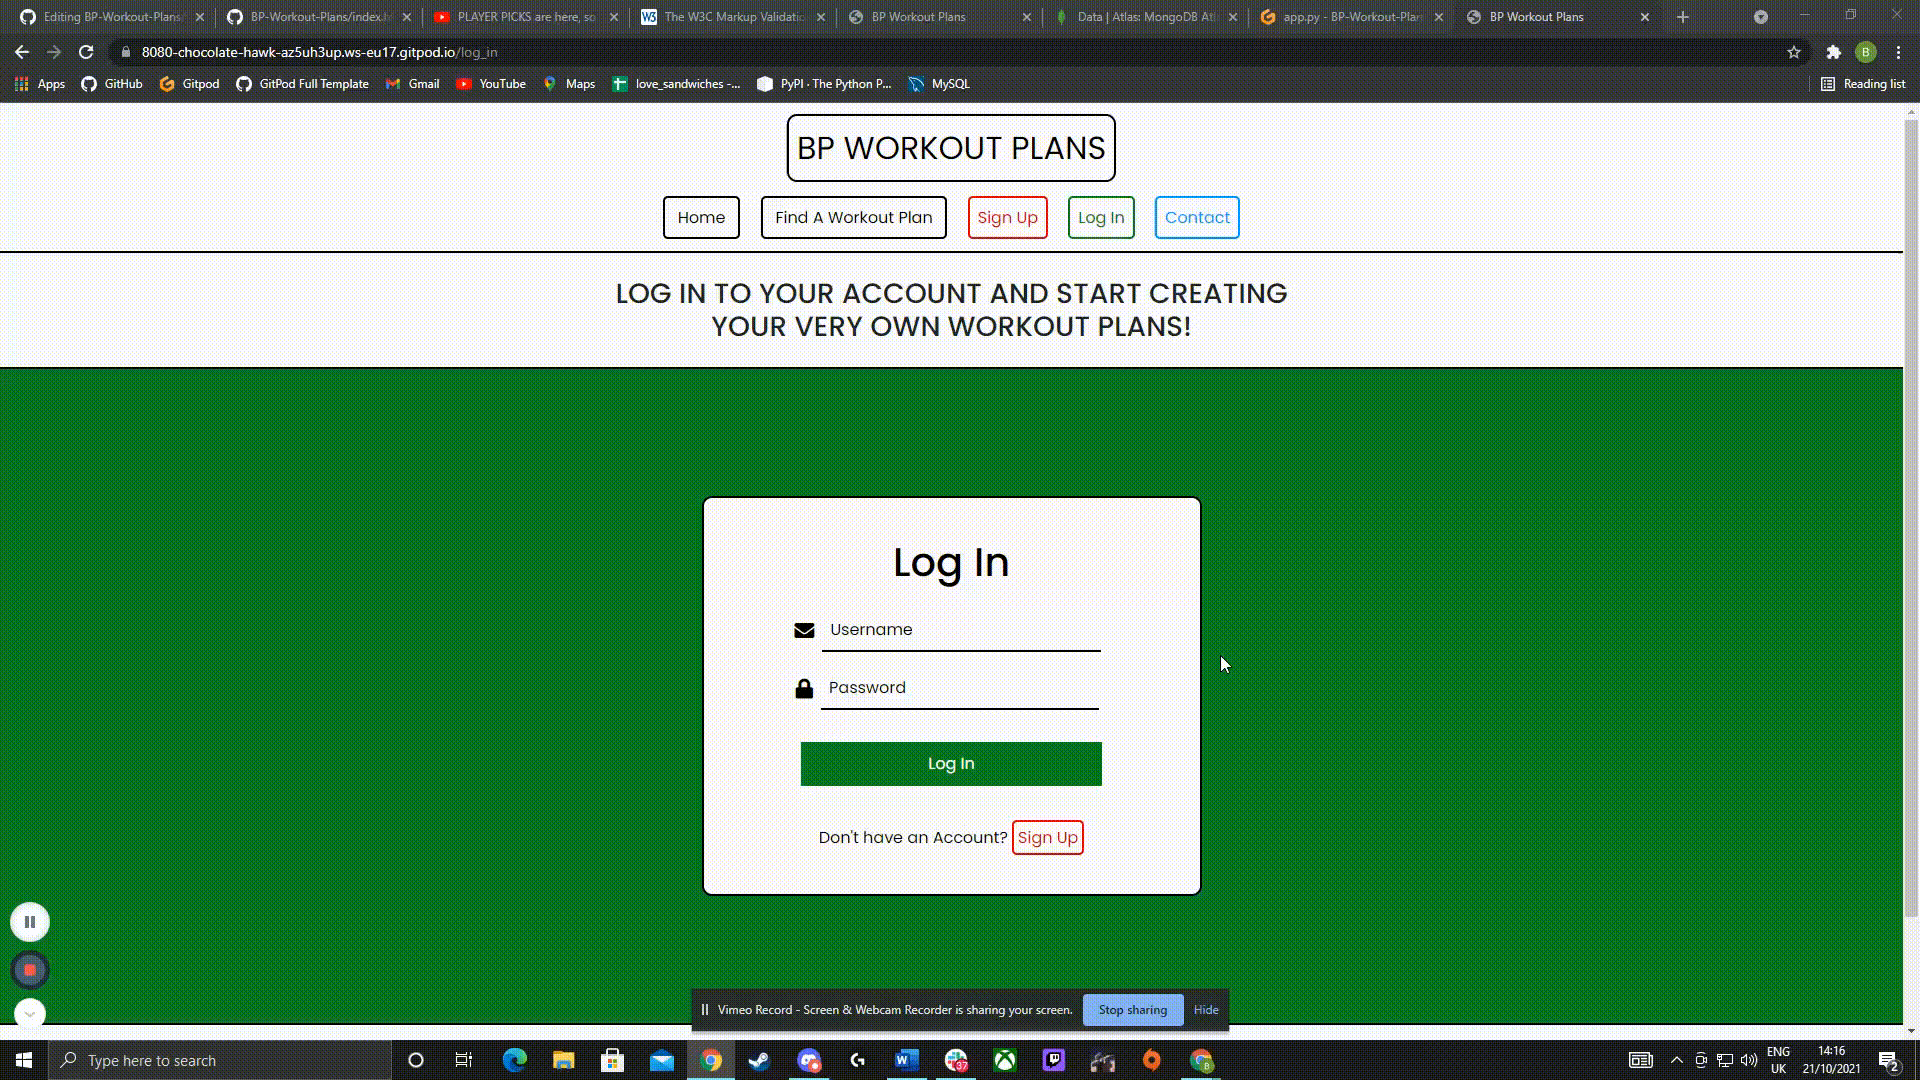 Editing BP-Workout-Plans/
BP-Workout-Plans/index.h
PLAYER PICKS are here, so
The W3C Markup Validatic
BP Workout Plans
Data | Atlas: MongoDB Atl
app.py - BP-Workout-Plan
BP Workout Plans
8080-chocolate-hawk-az5uh3up.ws-eu17.gitpod.io/log_in
B
Apps
GitHub
Gitpod
GitPod Full Template
Gmail
YouTube
Maps
love_sandwiches -...
PyPI · The Python P...
MySQL
Reading list
BP WORKOUT PLANS
Home
Find A Workout Plan
Sign Up
Log In
Contact
LOG IN TO YOUR ACCOUNT AND START CREATING
YOUR VERY OWN WORKOUT PLANS!
Log In
Username
Password
Log In
Don't have an Account? Sign Up
Vimeo Record - Screen & Webcam Recorder is sharing your screen.
Stop sharing
Hide
Type here to search
37
ENG
UK
14:16
21/10/2021
2